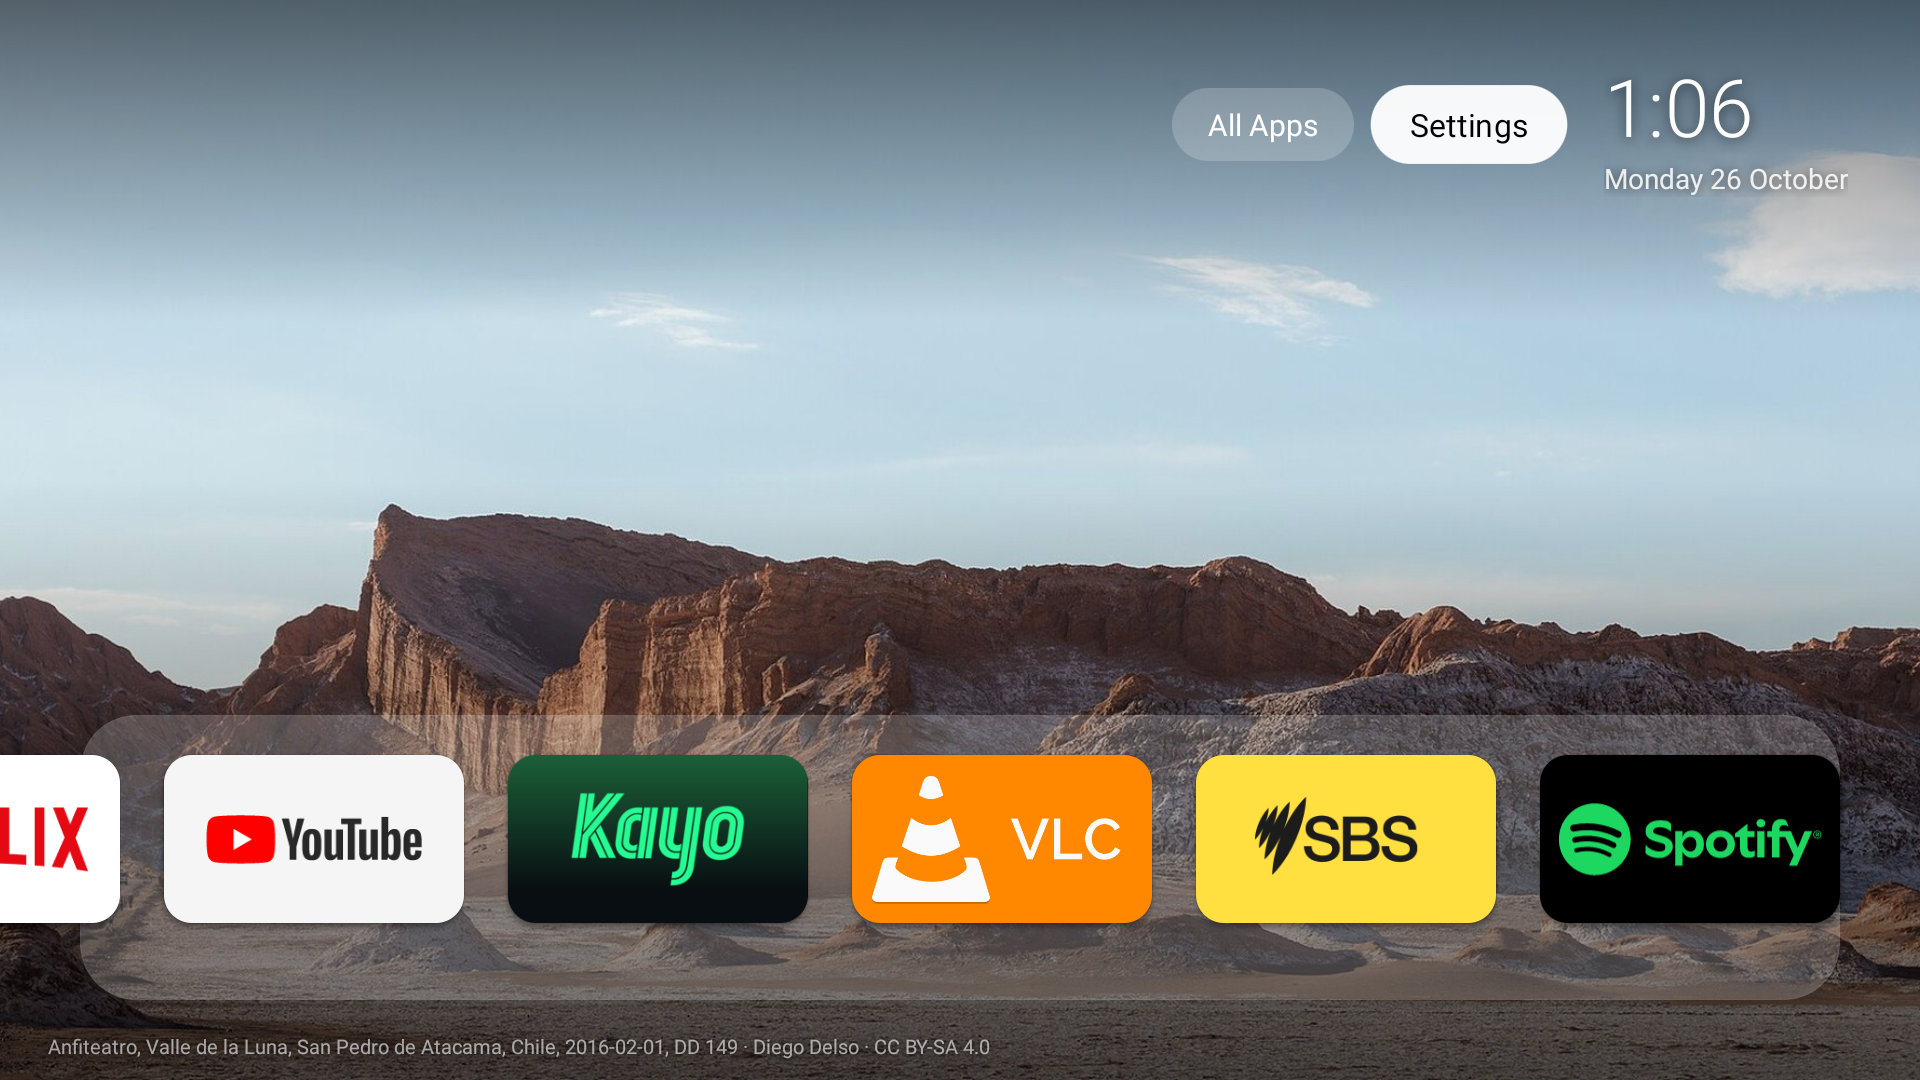 All Apps
Settings
1:06
Monday 26 October
LIX
YouTube
Kayo
VLC
SBS
Spotify®
Anfiteatro, Valle de la Luna, San Pedro de Atacama, Chile, 2016-02-01, DD 149 · Diego Delso · CC BY-SA 4.0